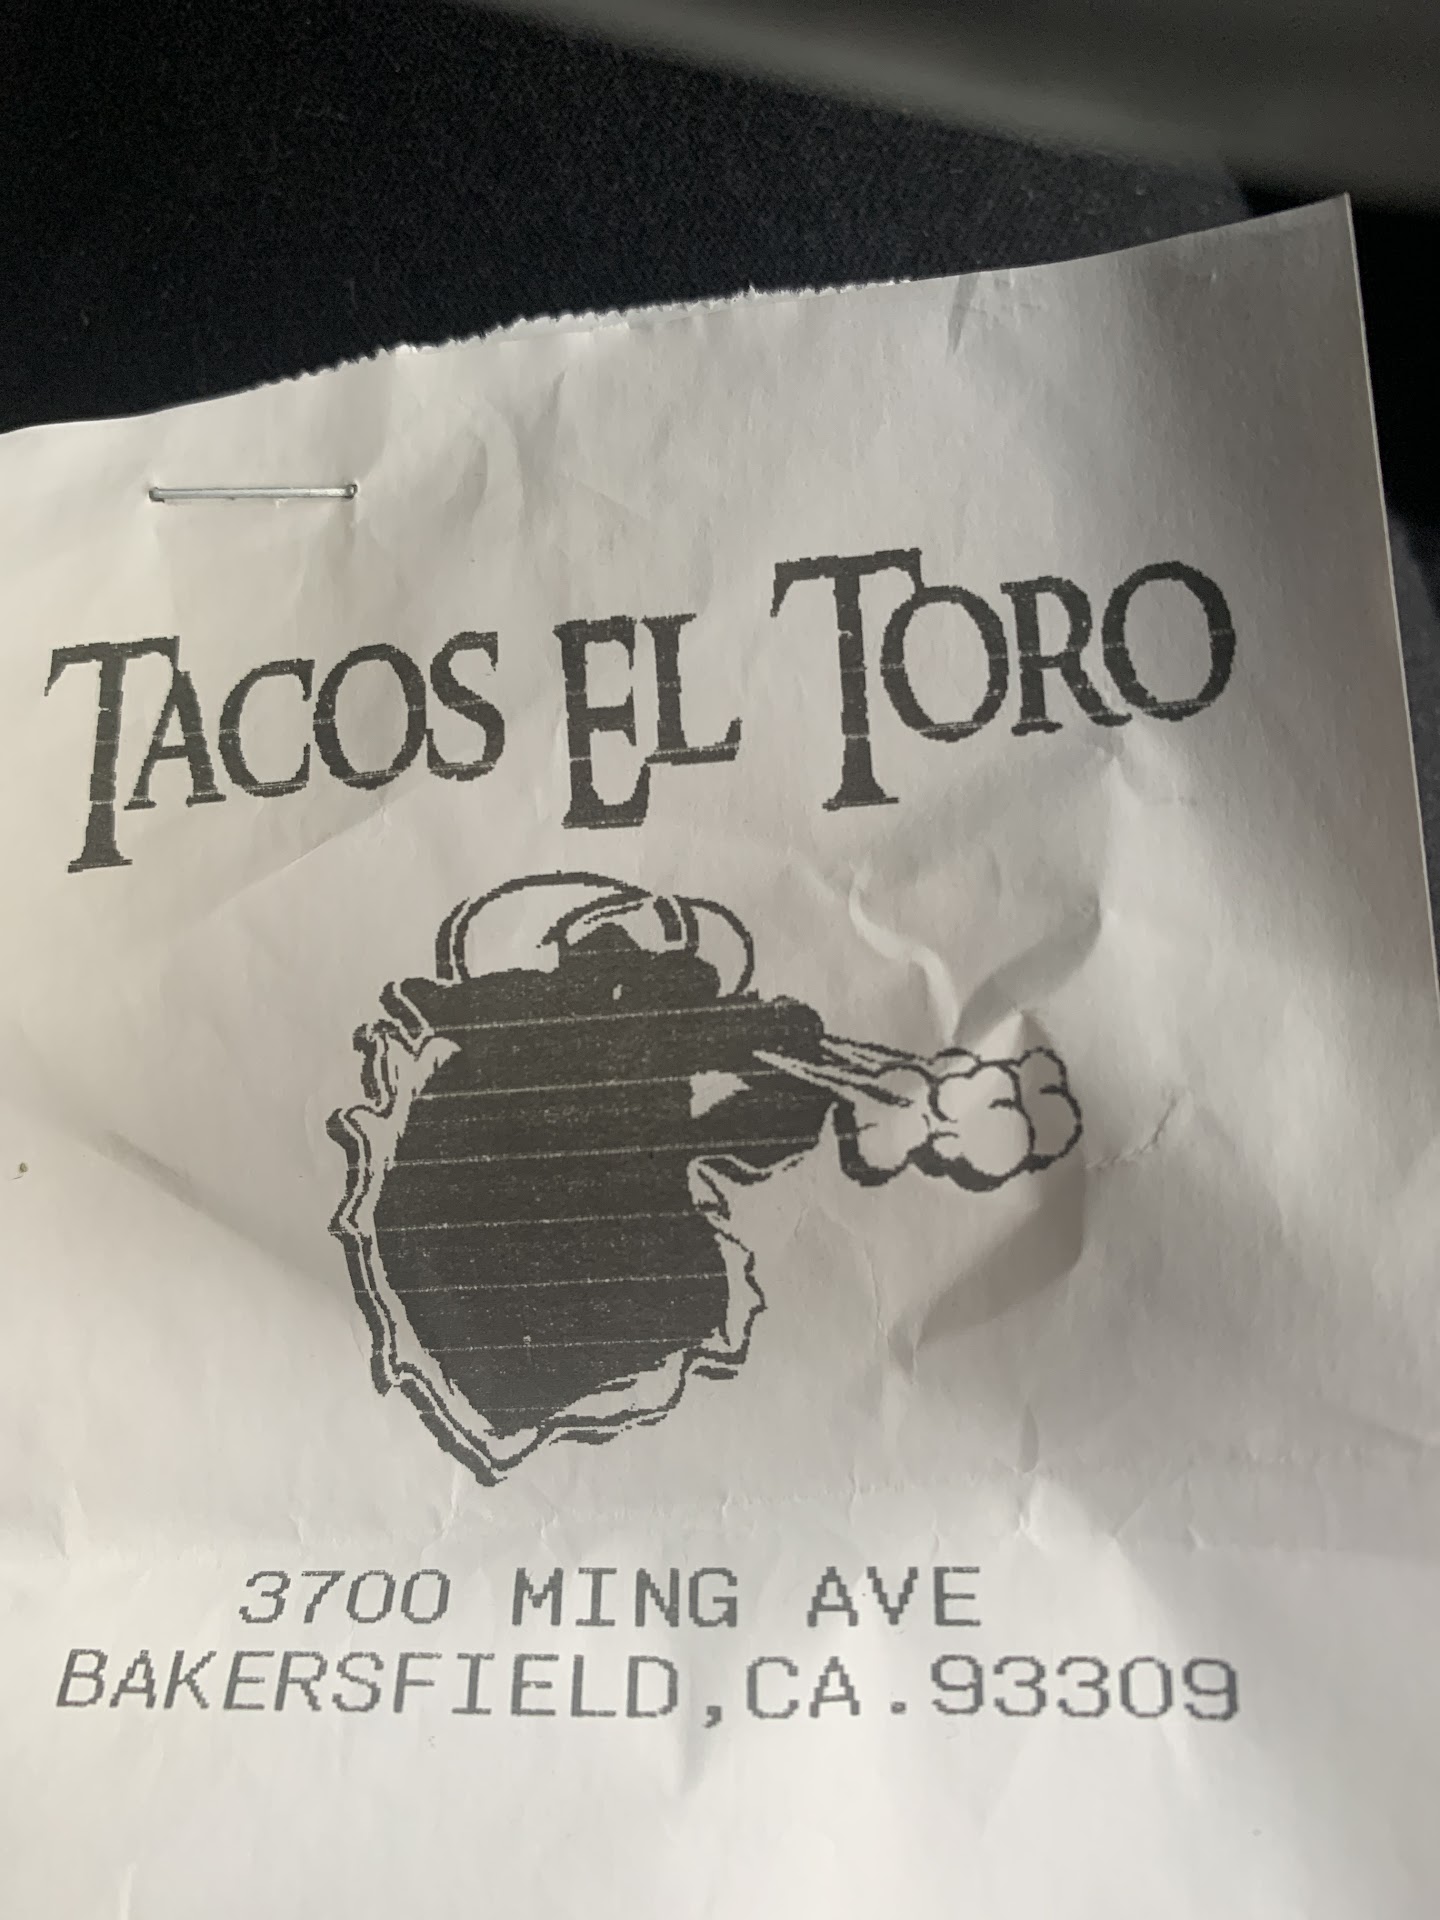 TACOS EL TORO
3700 MING AVE
BAKERSFIELD,CA.93309